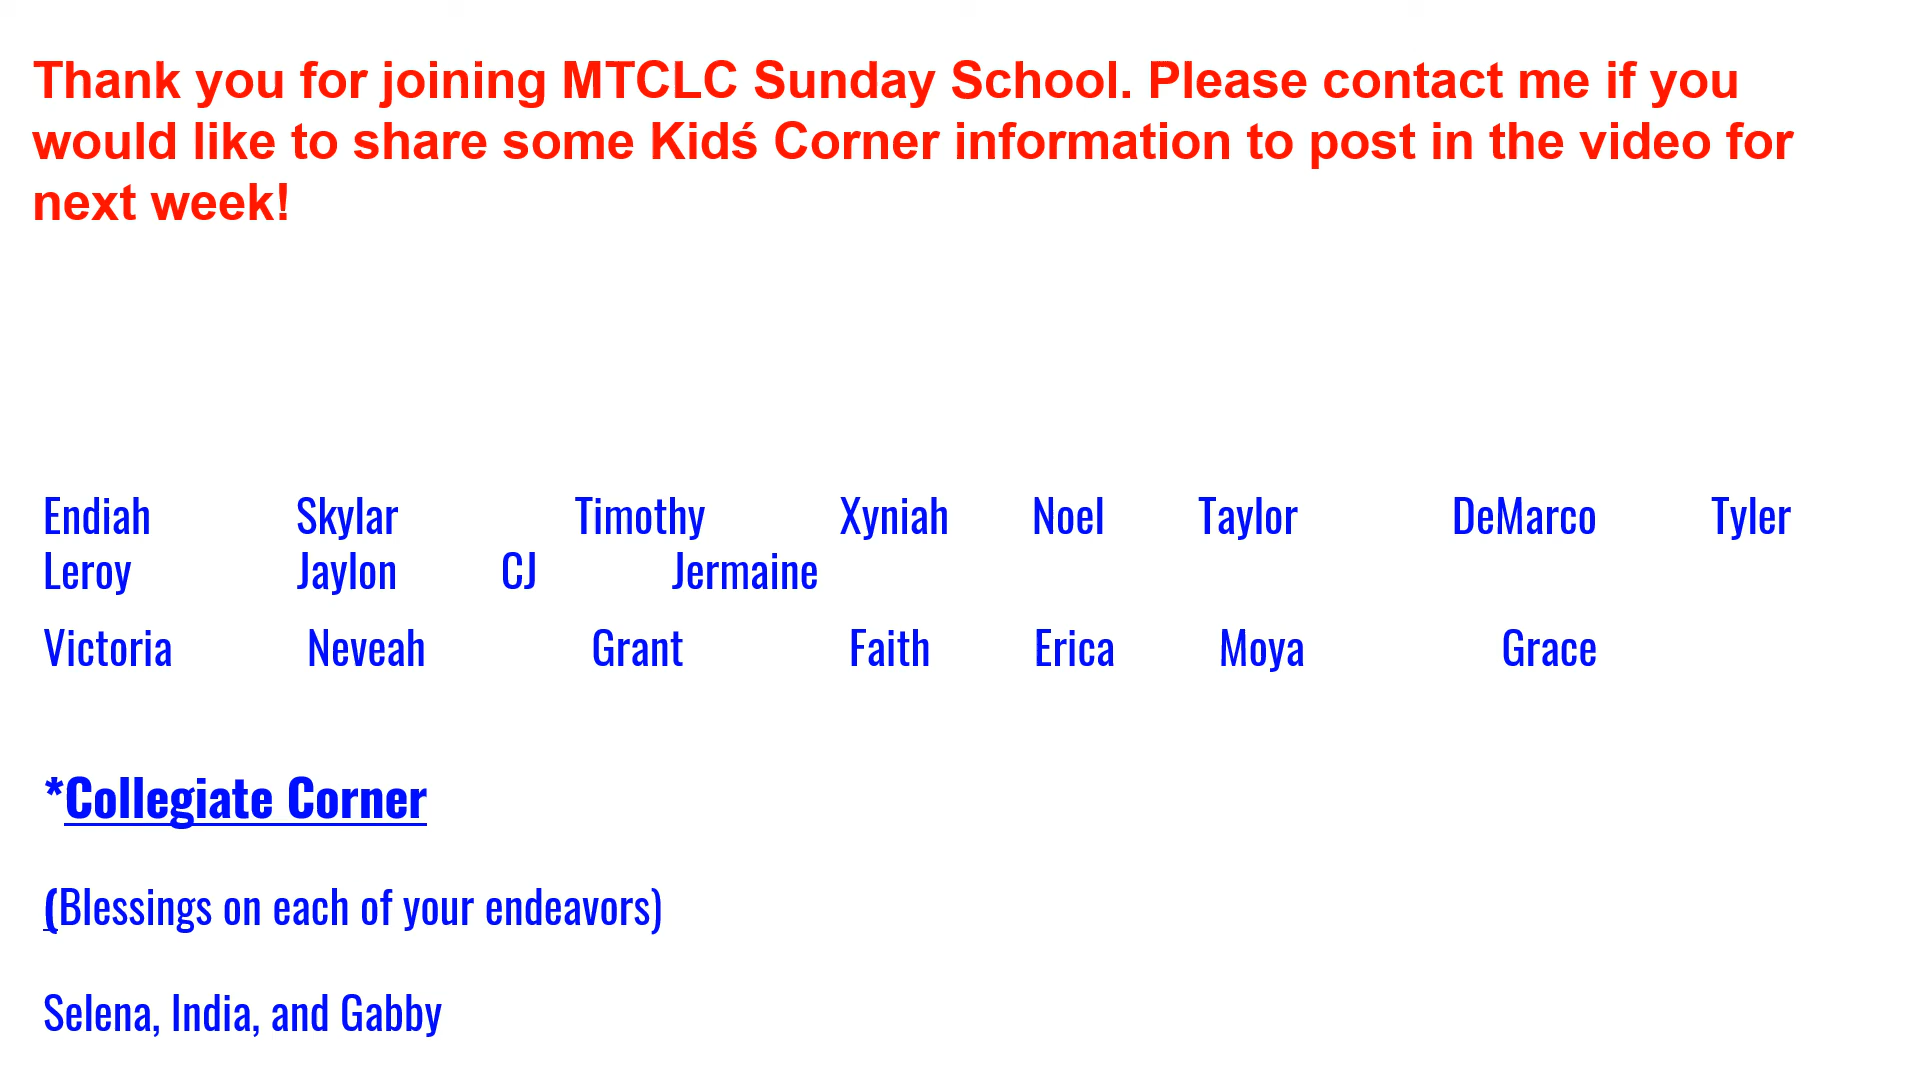 Thank you for joining MTCLC Sunday School. Please contact me if you
would like to share some Kidś Corner information to post in the video for
next week!
Endiah Skylar Timothy Xyniah Noel Taylor DeMarco Tyler
Leroy Jaylon CJ Jermaine
Victoria Neveah Grant Faith Erica Moya Grace
*Collegiate Corner
(Blessings on each of your endeavors)
Selena, India, and Gabby